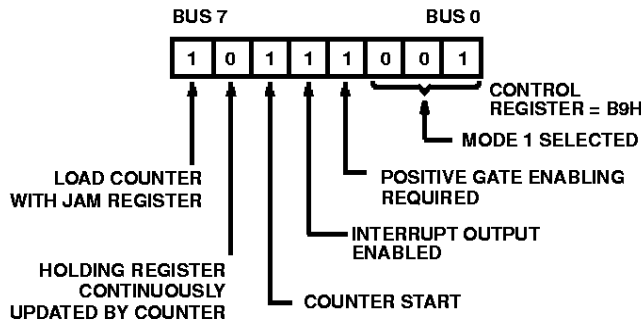 BUS 7 BUS 0
1 0 1 1 1 0 0 1
CONTROL
REGISTER = B9H
MODE 1 SELECTED
LOAD COUNTER
WITH JAM REGISTER
POSITIVE GATE ENABLING
REQUIRED
INTERRUPT OUTPUT
ENABLED
HOLDING REGISTER
CONTINUOUSLY
UPDATED BY COUNTER
COUNTER START